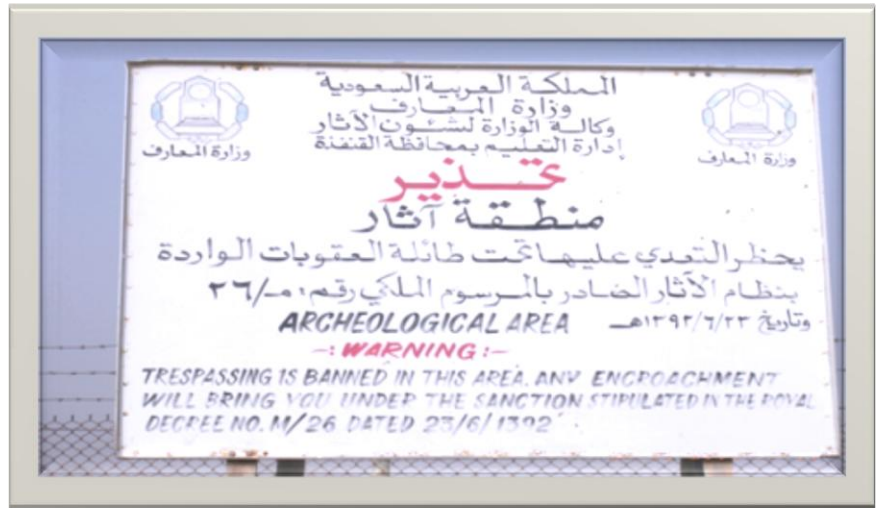 المملكة العربية السعودية
وزارة المعارف
وكالة الوزارة لشئون الآثار
إدارة التعليم بمحافظة القنفذة
وزارة المعارف
وزارة المعارف
تحذير
منطقة آثار
يحظر التعدي عليها تحت طائلة العقوبات الواردة
بنظام الآثار الصادر بالمرسوم الملكي رقم: م/٢٦
وتاريخ ١٣٩٢/٦/٢٣هـ
ARCHEOLOGICAL AREA
-: WARNING :-
TRESPASSING IS BANNED IN THIS AREA. ANY ENCROACHMENT
WILL BRING YOU UNDER THE SANCTION STIPULATED IN THE ROYAL
DECREE NO. M/26 DATED 23/6/1392